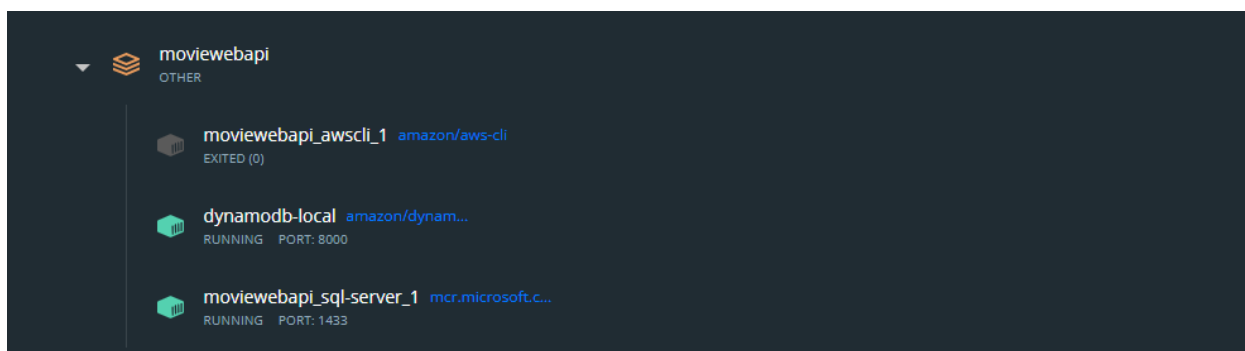 moviewebapi
OTHER
moviewebapi_awscli_1 amazon/aws-cli
EXITED (0)
dynamodb-local amazon/dynam...
RUNNING PORT: 8000
moviewebapi_sql-server_1 mcr.microsoft.c...
RUNNING PORT: 1433